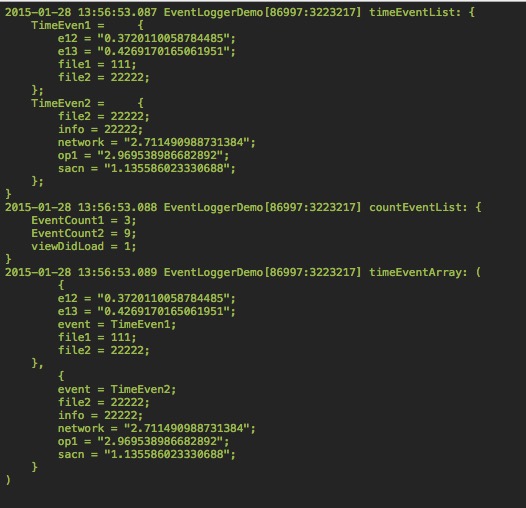 2015-01-28 13:56:53.087 EventLoggerDemo[86997:3223217] timeEventList: {
    TimeEven1 =     {
        e12 = "0.3720110058784485";
        e13 = "0.4269170165061951";
        file1 = 111;
        file2 = 22222;
    };
    TimeEven2 =     {
        file2 = 22222;
        info = 22222;
        network = "2.711490988731384";
        op1 = "2.969538986682892";
        sacn = "1.135586023330688";
    };
}
2015-01-28 13:56:53.088 EventLoggerDemo[86997:3223217] countEventList: {
    EventCount1 = 3;
    EventCount2 = 9;
    viewDidLoad = 1;
}
2015-01-28 13:56:53.089 EventLoggerDemo[86997:3223217] timeEventArray: (
        {
        e12 = "0.3720110058784485";
        e13 = "0.4269170165061951";
        event = TimeEven1;
        file1 = 111;
        file2 = 22222;
    },
        {
        event = TimeEven2;
        file2 = 22222;
        info = 22222;
        network = "2.711490988731384";
        op1 = "2.969538986682892";
        sacn = "1.135586023330688";
    }
)